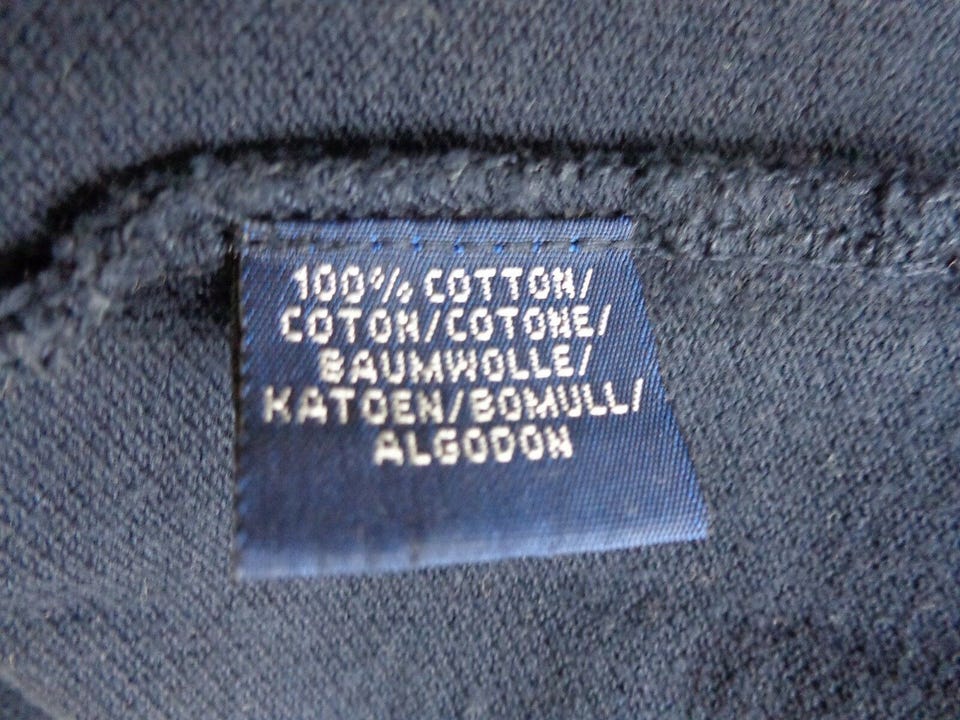 100% COTTON/
COTON/COTONE/
BAUMWOLLE/
KATOEN/BOMULL/
ALGODON